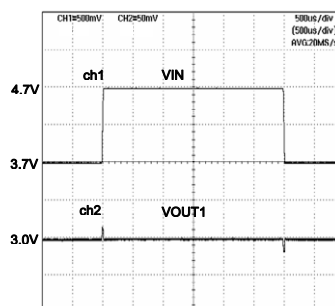 CH1=500mV CH2=50mV 500us/div
(500us/div)
AVG:20MS/s
ch1 VIN
4.7V
3.7V
ch2 VOUT1
3.0V